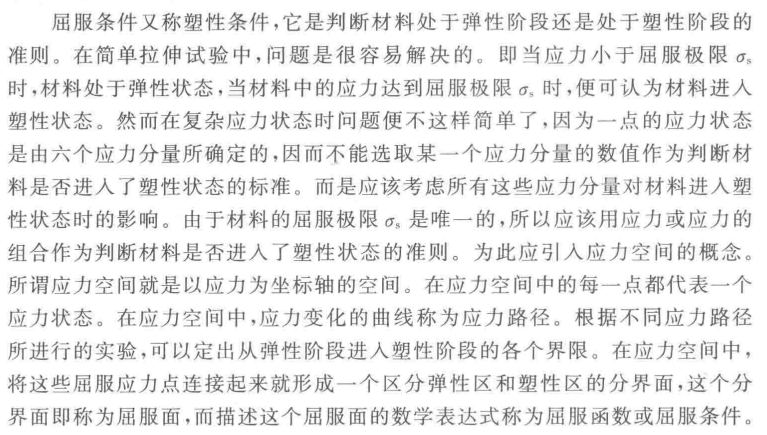 屈服条件又称塑性条件,它是判断材料处于弹性阶段还是处于塑性阶段的
准则。在简单拉伸试验中,问题是很容易解决的。即当应力小于屈服极限 σₛ
时,材料处于弹性状态,当材料中的应力达到屈服极限 σₛ 时,便可认为材料进入
塑性状态。然而在复杂应力状态时问题便不这样简单了,因为一点的应力状态
是由六个应力分量所确定的,因而不能选取某一个应力分量的数值作为判断材
料是否进入了塑性状态的标准。而是应该考虑所有这些应力分量对材料进入塑
性状态时的影响。由于材料的屈服极限 σₛ 是唯一的,所以应该用应力或应力的
组合作为判断材料是否进入了塑性状态的准则。为此应引入应力空间的概念。
所谓应力空间就是以应力为坐标轴的空间。在应力空间中的每一点都代表一个
应力状态。在应力空间中,应力变化的曲线称为应力路径。根据不同应力路径
所进行的实验,可以定出从弹性阶段进入塑性阶段的各个界限。在应力空间中,
将这些屈服应力点连接起来就形成一个区分弹性区和塑性区的分界面,这个分
界面即称为屈服面,而描述这个屈服面的数学表达式称为屈服函数或屈服条件。